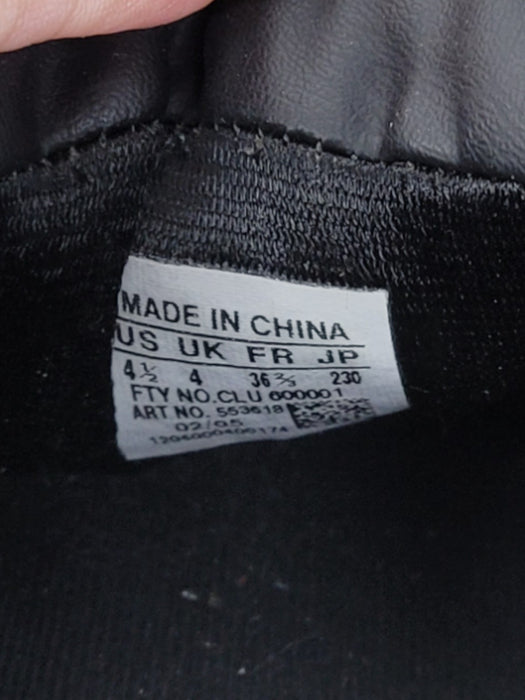 MADE IN CHINA
US UK FR JP
4½ 4 36⅔ 230
FTY NO.CLU 600001
ART NO. 553618
02/05
1204000400174